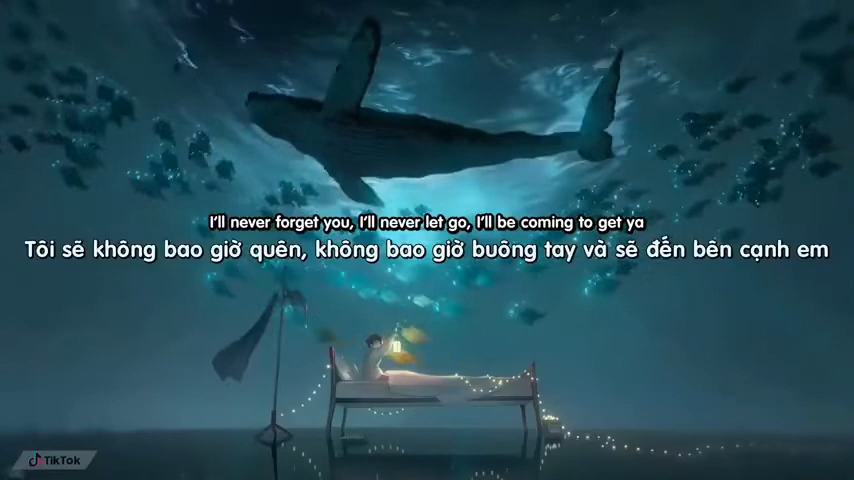 I'll never forget you, I'll never let go, I'll be coming to get ya
Tôi sẽ không bao giờ quên, không bao giờ buông tay và sẽ đến bên cạnh em
TikTok